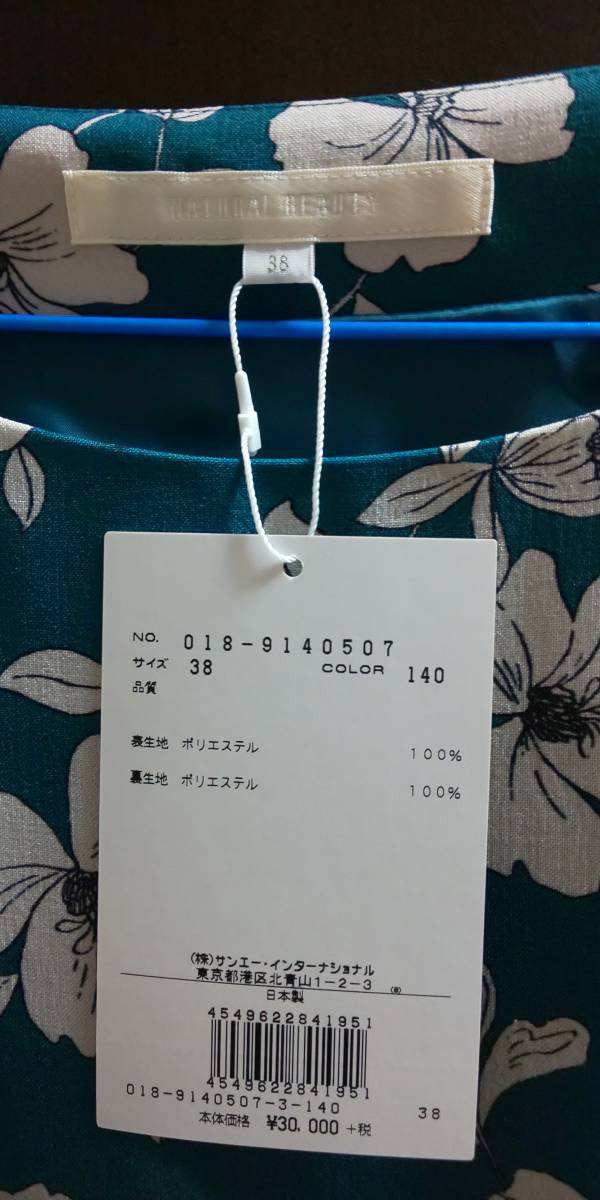 NATURAL BEAUTY
38
NO. 018-9140507
サイズ 38 COLOR 140
品質
表生地 ポリエステル 100%
裏生地 ポリエステル 100%
(株)サンエー・インターナショナル
東京都港区北青山1-2-3 (B)
日本製
4549622841951
4549622841951
018-9140507-3-140 38
本体価格 ¥30,000 +税